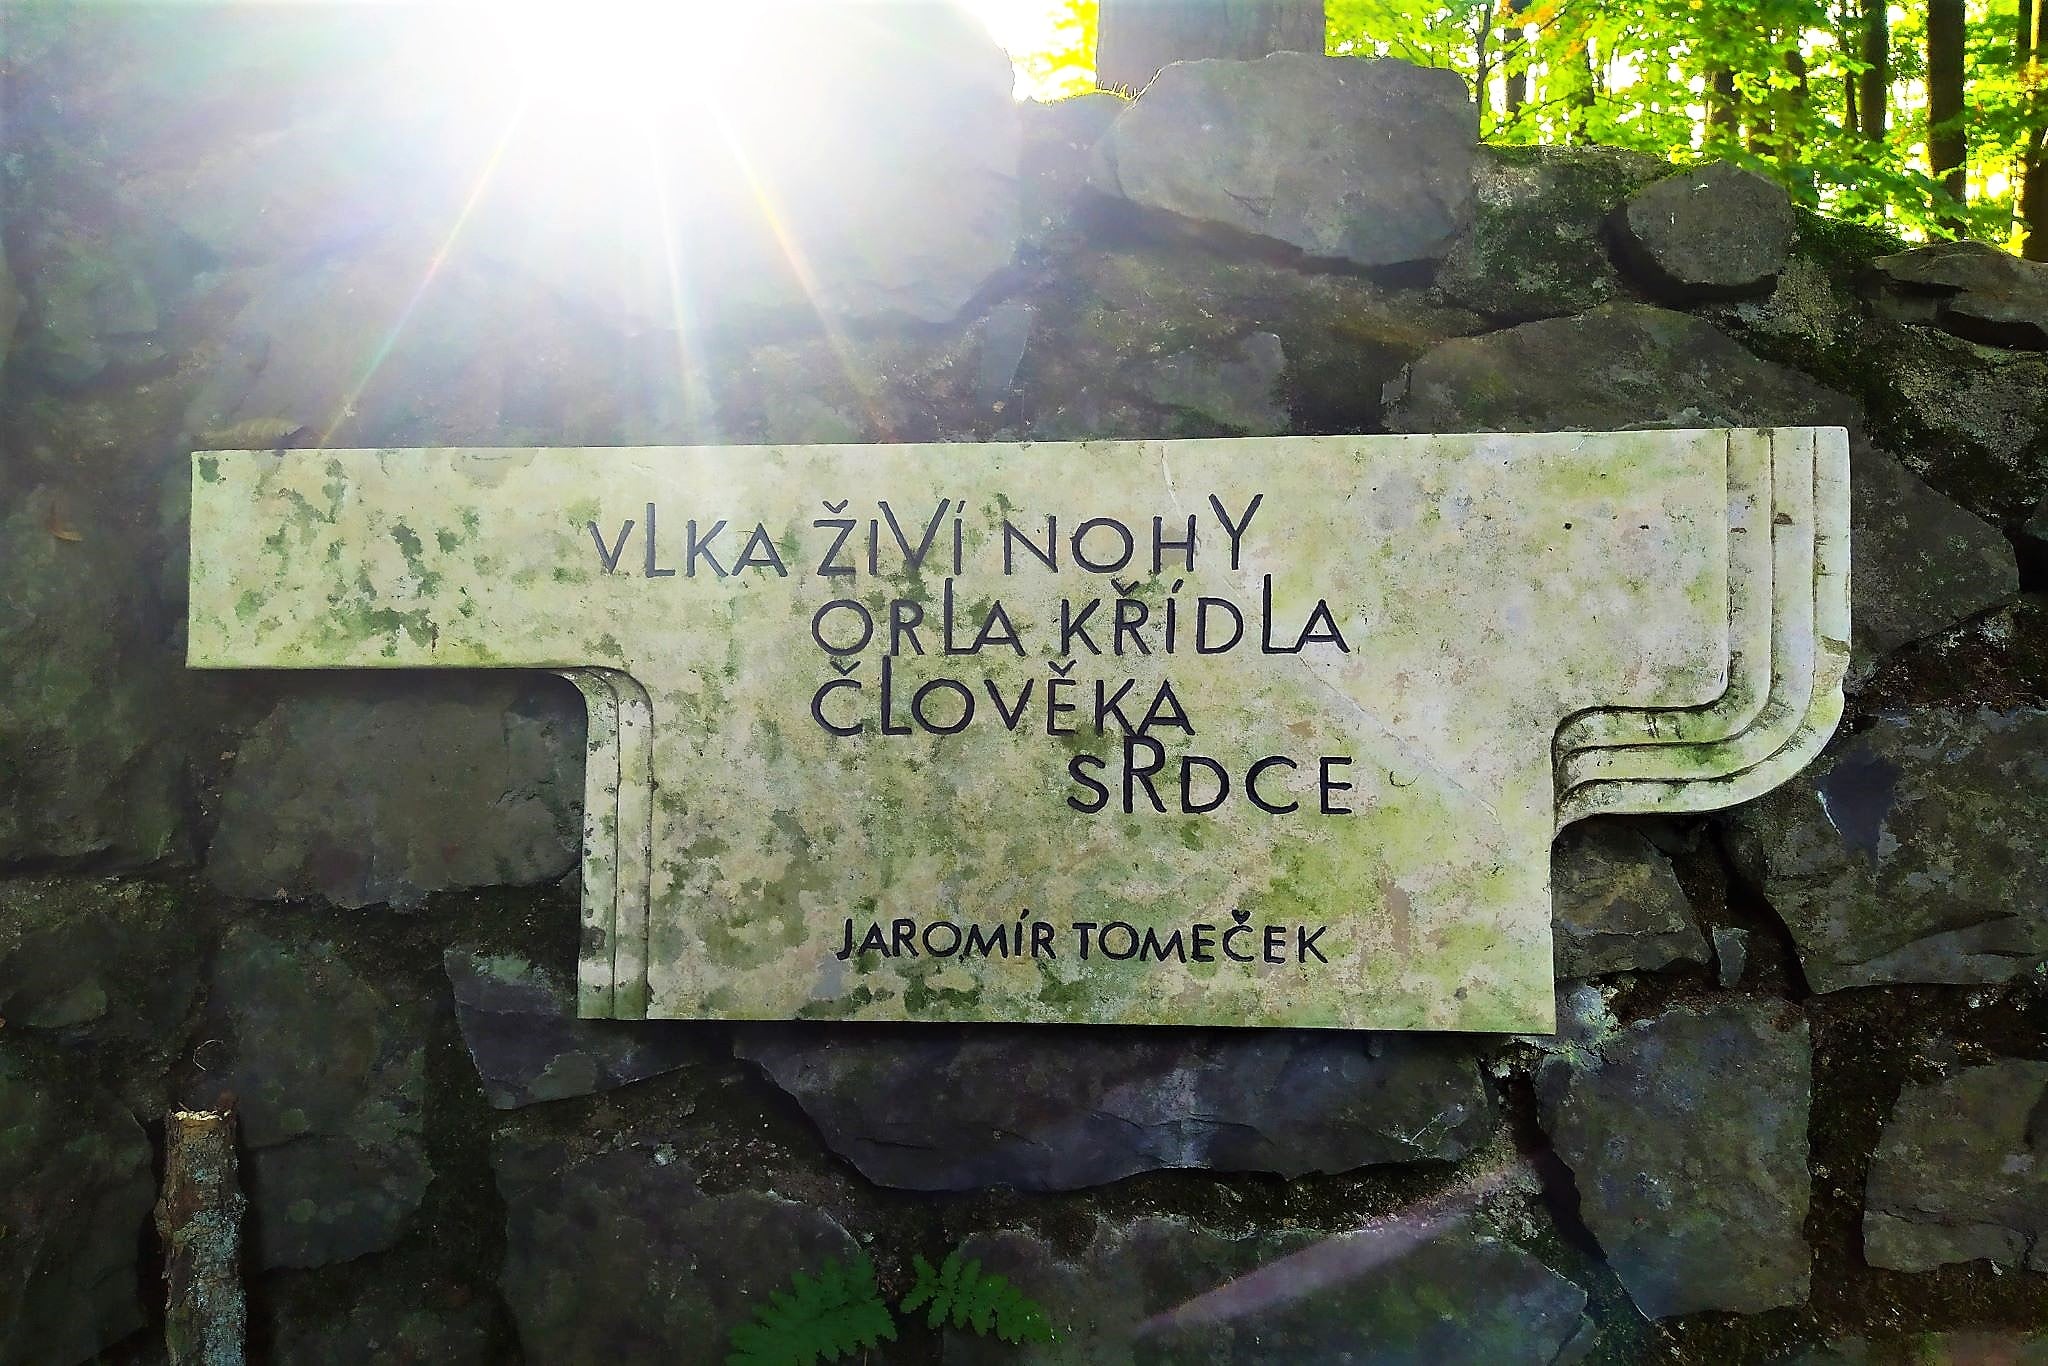 VLKA ŽIVÍ NOHY
ORLA KŘÍDLA
ČLOVĚKA
SRDCE
JAROMÍR TOMEČEK